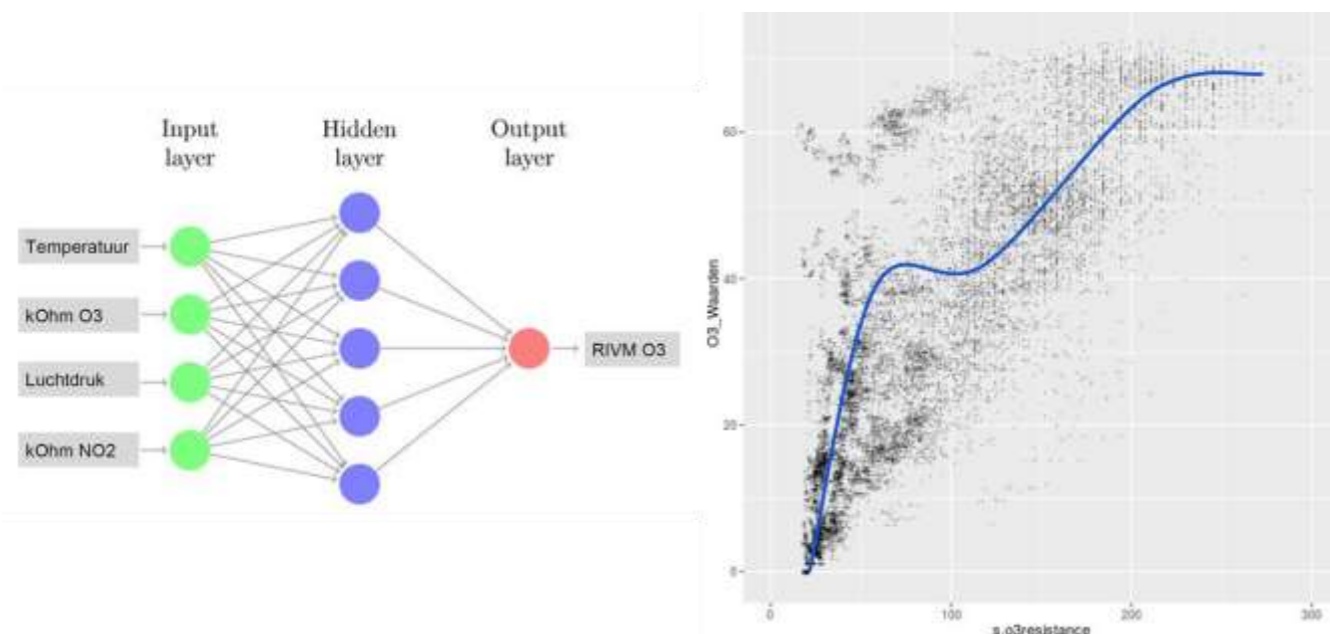 Input
layer
Hidden
layer
Output
layer
Temperatuur
kOhm O3
Luchtdruk
kOhm NO2
RIVM O3
O3_Waarden
60
40
20
0
0
100
200
300
s.o3resistance